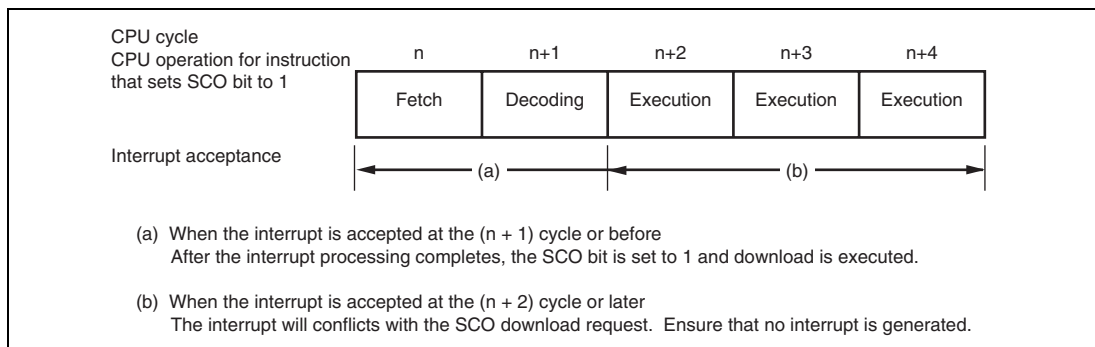 CPU cycle
CPU operation for instruction
that sets SCO bit to 1
n n+1 n+2 n+3 n+4
Fetch Decoding Execution Execution Execution
Interrupt acceptance
(a) (b)
(a) When the interrupt is accepted at the (n + 1) cycle or before
After the interrupt processing completes, the SCO bit is set to 1 and download is executed.
(b) When the interrupt is accepted at the (n + 2) cycle or later
The interrupt will conflicts with the SCO download request. Ensure that no interrupt is generated.